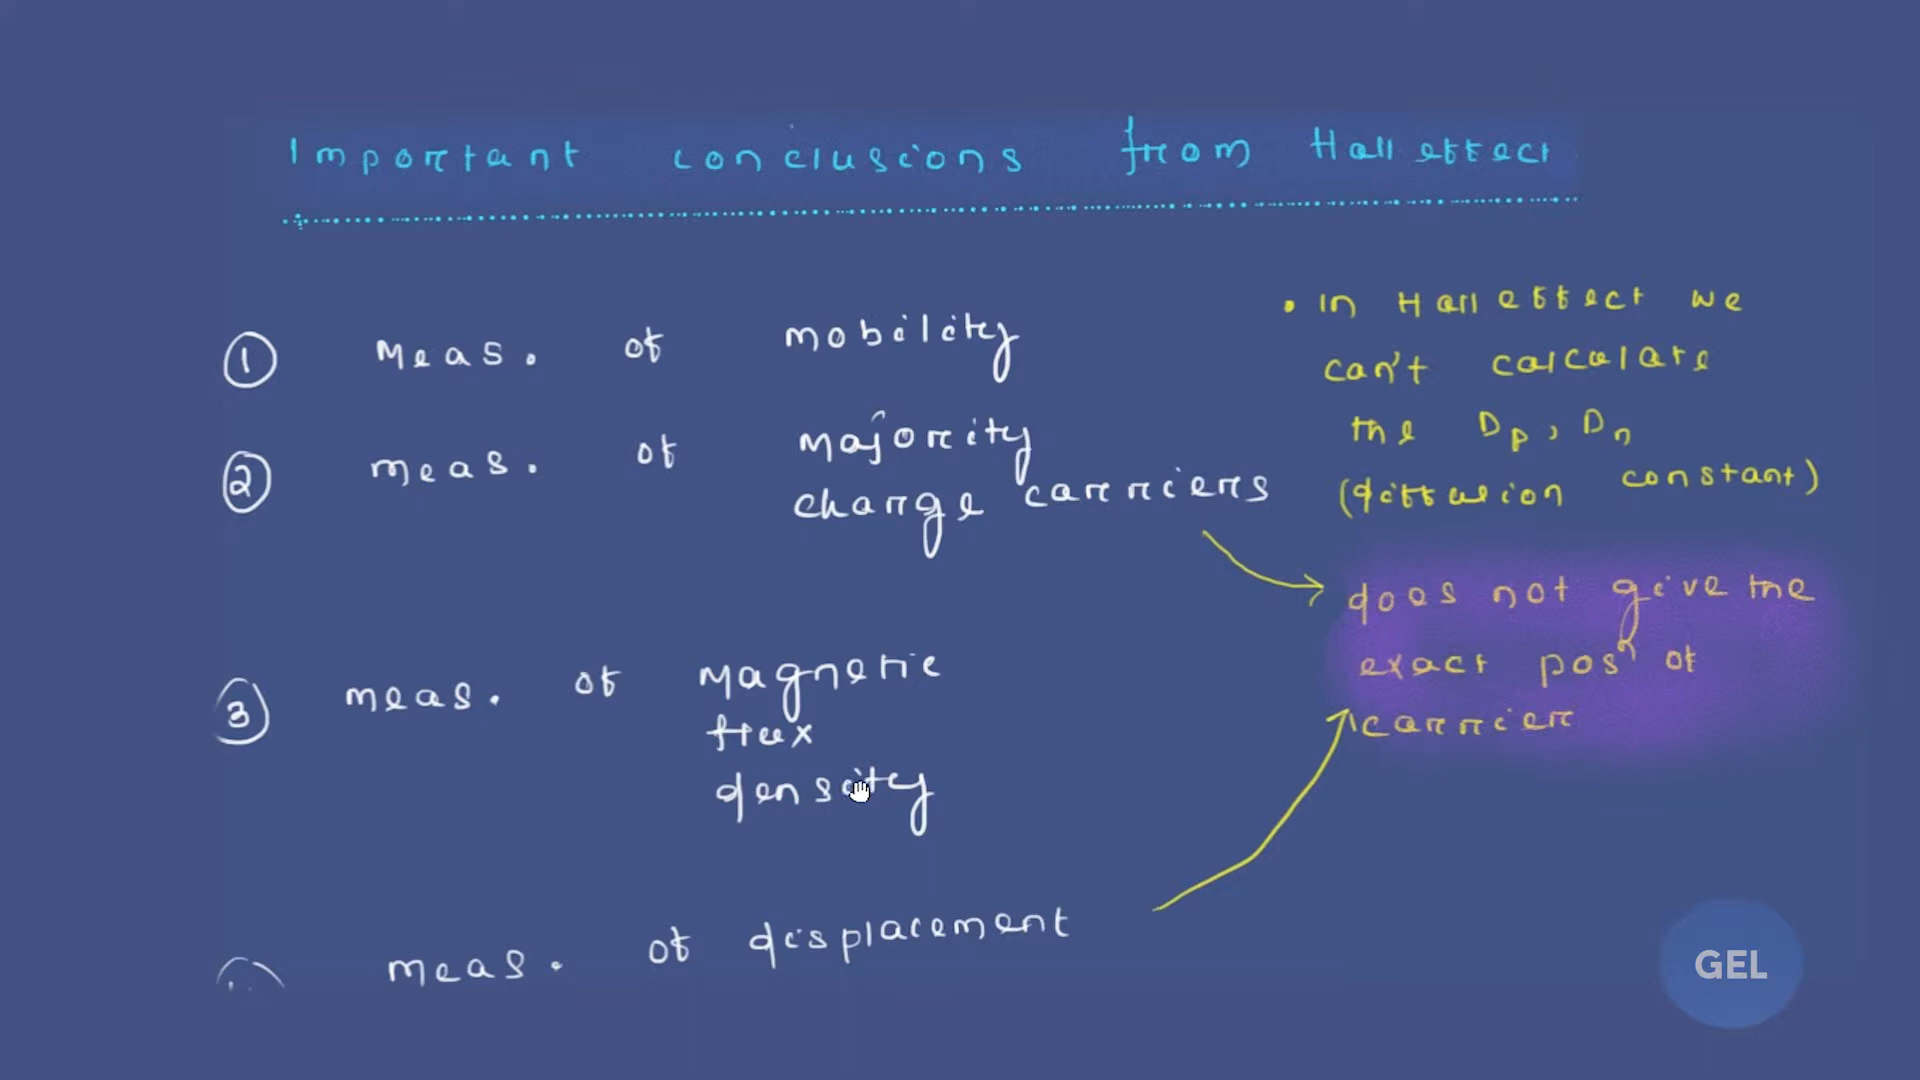 Important conclusions from Hall effect
① Meas. of mobility
② meas. of majority
charge carriers
③ meas. of Magnetic
flux
density
meas. of displacement
• In Hall effect we
can't calculate
the Dp, Dn
(diffusion constant)
does not give the
exact posⁿ of
carrier
GEL